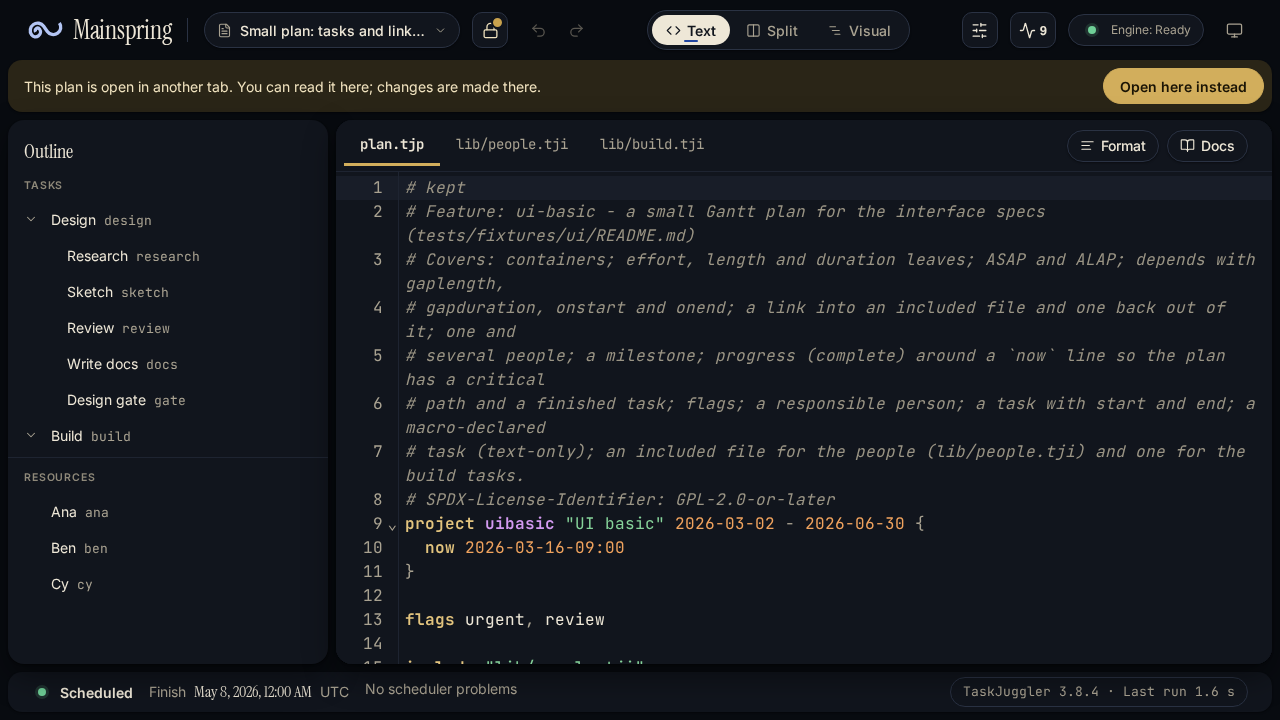 Mainspring
Small plan: tasks and link…
Text
Split
Visual
9
Engine: Ready
This plan is open in another tab. You can read it here; changes are made there.
Open here instead
Outline
TASKS
Design design
Research research
Sketch sketch
Review review
Write docs docs
Design gate gate
Build build
RESOURCES
Ana ana
Ben ben
Cy cy
plan.tjp
lib/people.tji
lib/build.tji
Format
Docs
1 # kept
2 # Feature: ui-basic - a small Gantt plan for the interface specs
(tests/fixtures/ui/README.md)
3 # Covers: containers; effort, length and duration leaves; ASAP and ALAP; depends with
gaplength,
4 # gapduration, onstart and onend; a link into an included file and one back out of
it; one and
5 # several people; a milestone; progress (complete) around a `now` line so the plan
has a critical
6 # path and a finished task; flags; a responsible person; a task with start and end; a
macro-declared
7 # task (text-only); an included file for the people (lib/people.tji) and one for the
build tasks.
8 # SPDX-License-Identifier: GPL-2.0-or-later
9 project uibasic "UI basic" 2026-03-02 - 2026-06-30 {
10 now 2026-03-16-09:00
11 }
12
13 flags urgent, review
14
Scheduled
Finish May 8, 2026, 12:00 AM UTC
No scheduler problems
TaskJuggler 3.8.4 · Last run 1.6 s